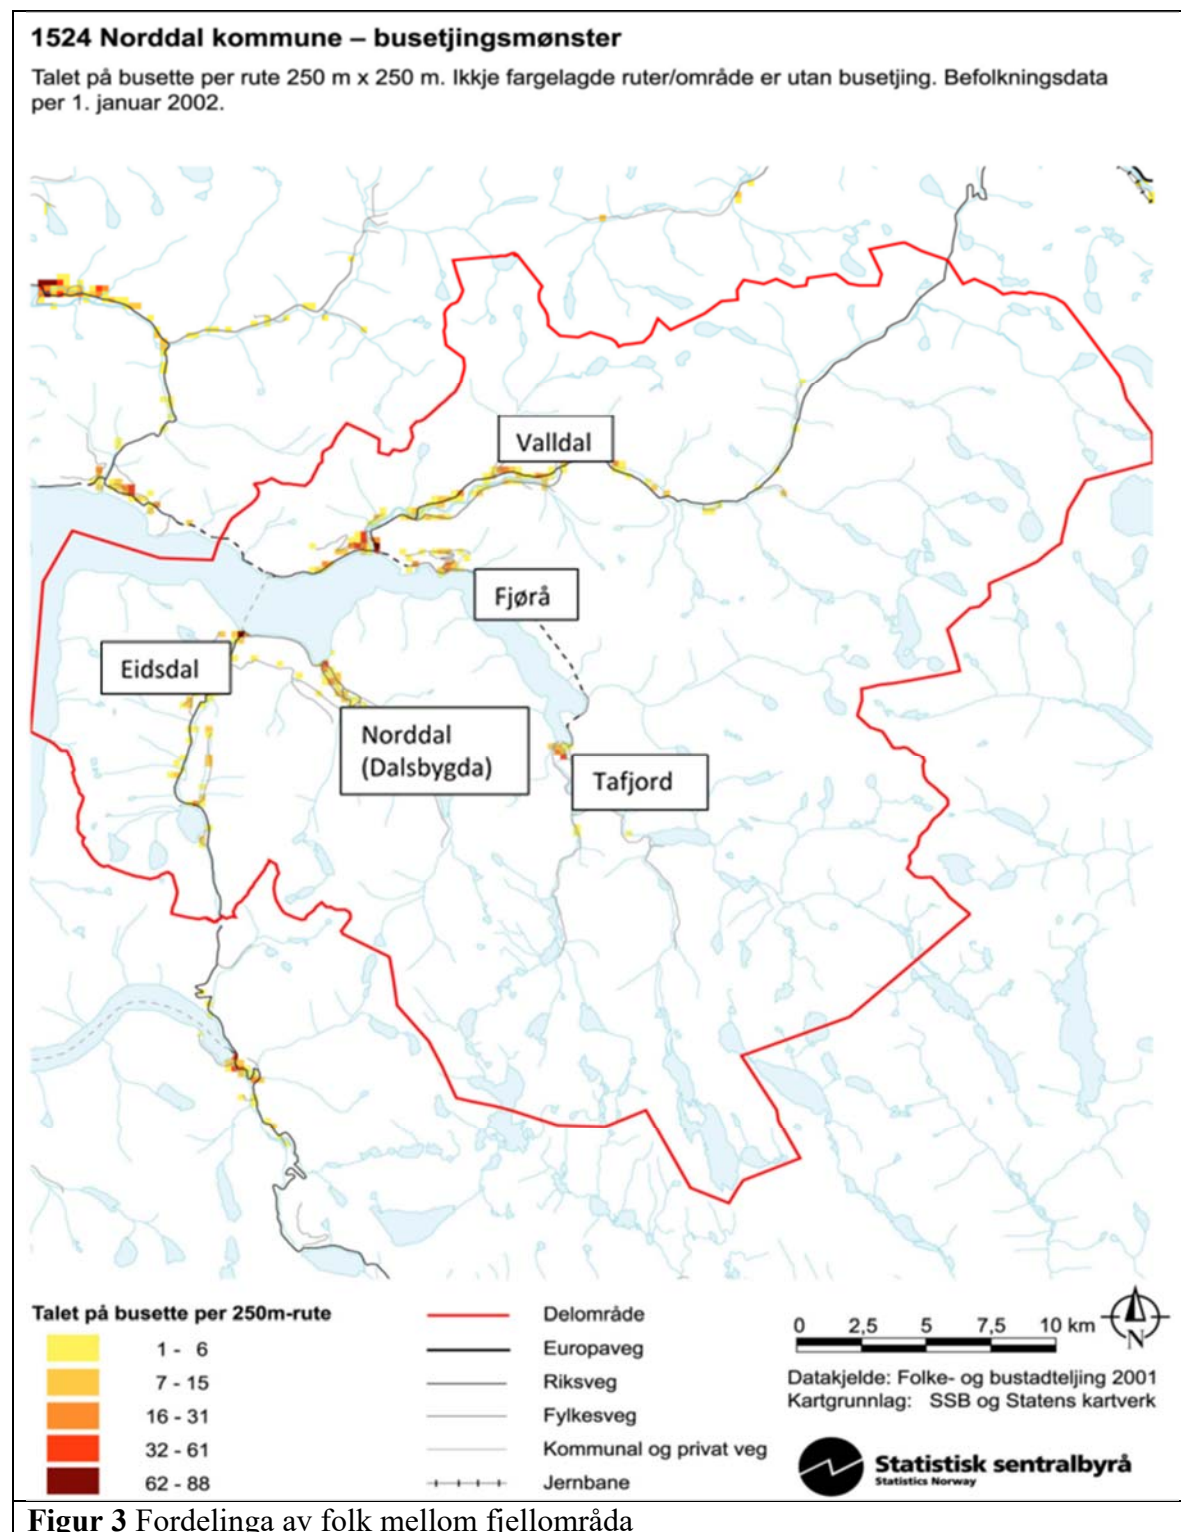 1524 Norddal kommune – busetjingsmønster
Talet på busette per rute 250 m x 250 m. Ikkje fargelagde ruter/område er utan busetjing. Befolkningsdata
per 1. januar 2002.
Valldal
Fjørå
Eidsdal
Norddal
(Dalsbygda)
Tafjord
Talet på busette per 250m-rute
1 - 6
7 - 15
16 - 31
32 - 61
62 - 88
Delområde
Europaveg
Riksveg
Fylkesveg
Kommunal og privat veg
Jernbane
0 2,5 5 7,5 10 km
N
Datakjelde: Folke- og bustadteljing 2001
Kartgrunnlag: SSB og Statens kartverk
Statistisk sentralbyrå
Statistics Norway
Figur 3 Fordelinga av folk mellom fjellområda